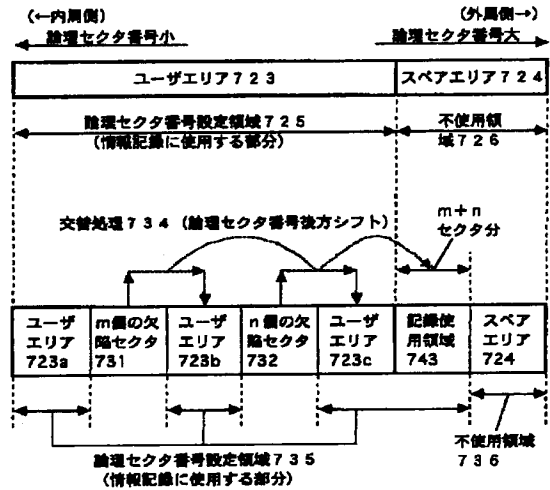 （←内周側）
（外周側→）
論理セクタ番号小
論理セクタ番号大
ユーザエリア７２３
スペアエリア７２４
論理セクタ番号設定領域７２５
（情報記録に使用する部分）
不使用領
域７２６
交替処理７３４（論理セクタ番号後方シフト）
ｍ＋ｎ
セクタ分
ユーザ
エリア
723a
ｍ個の欠
陥セクタ
731
ユーザ
エリア
723b
ｎ個の欠
陥セクタ
732
ユーザ
エリア
723c
記録使
用領域
743
スペア
エリア
724
論理セクタ番号設定領域７３５
（情報記録に使用する部分）
不使用領域
７３６